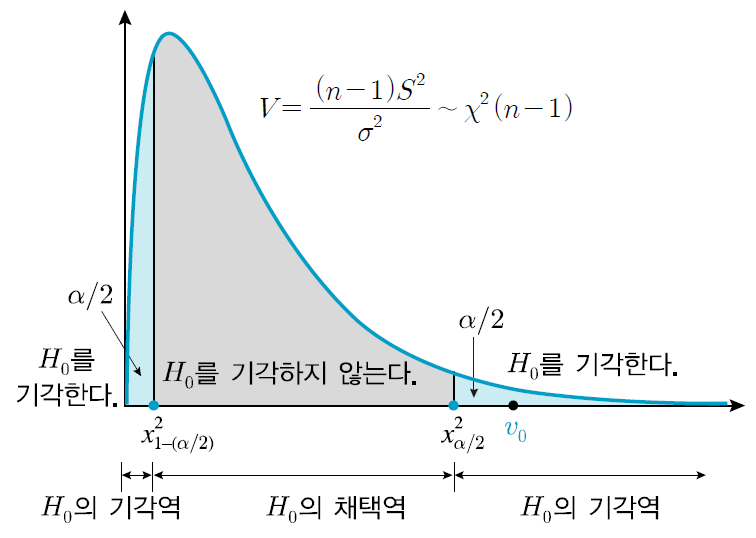 V = (n-1)S² / σ² ~ χ²(n-1)
α/2
α/2
H₀를
기각한다.
H₀를 기각하지 않는다.
H₀를 기각한다.
x²₁₋(α/2)
x²α/2
v₀
H₀의 기각역
H₀의 채택역
H₀의 기각역